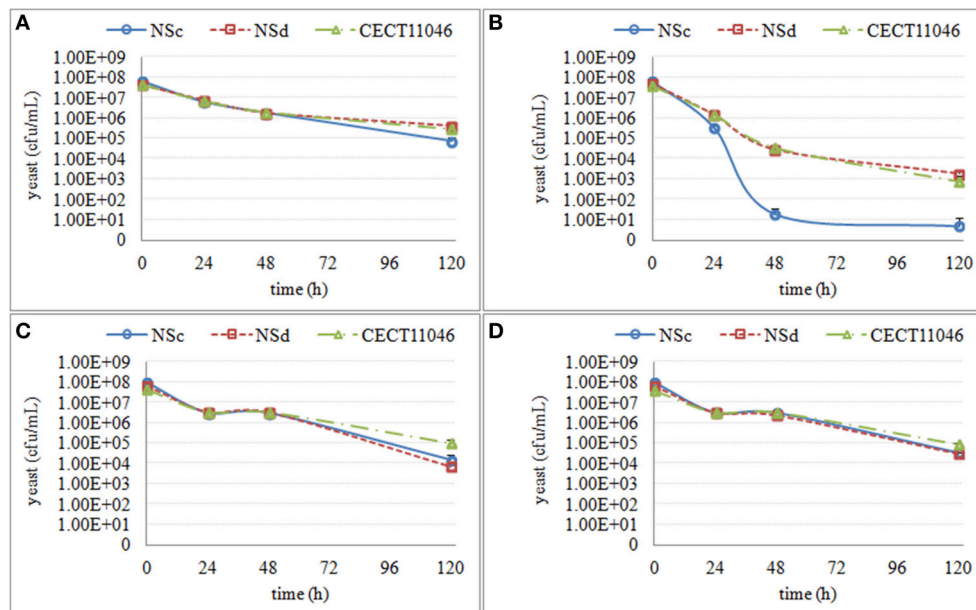 A
NSc NSd CECT11046
1.00E+09
1.00E+08
1.00E+07
1.00E+06
1.00E+05
1.00E+04
1.00E+03
1.00E+02
1.00E+01
0
yeast (cfu/mL)
0 24 48 72 96 120
time (h)
B
NSc NSd CECT11046
1.00E+09
1.00E+08
1.00E+07
1.00E+06
1.00E+05
1.00E+04
1.00E+03
1.00E+02
1.00E+01
0
yeast (cfu/mL)
0 24 48 72 96 120
time (h)
C
NSc NSd CECT11046
1.00E+09
1.00E+08
1.00E+07
1.00E+06
1.00E+05
1.00E+04
1.00E+03
1.00E+02
1.00E+01
0
yeast (cfu/mL)
0 24 48 72 96 120
time (h)
D
NSc NSd CECT11046
1.00E+09
1.00E+08
1.00E+07
1.00E+06
1.00E+05
1.00E+04
1.00E+03
1.00E+02
1.00E+01
0
yeast (cfu/mL)
0 24 48 72 96 120
time (h)